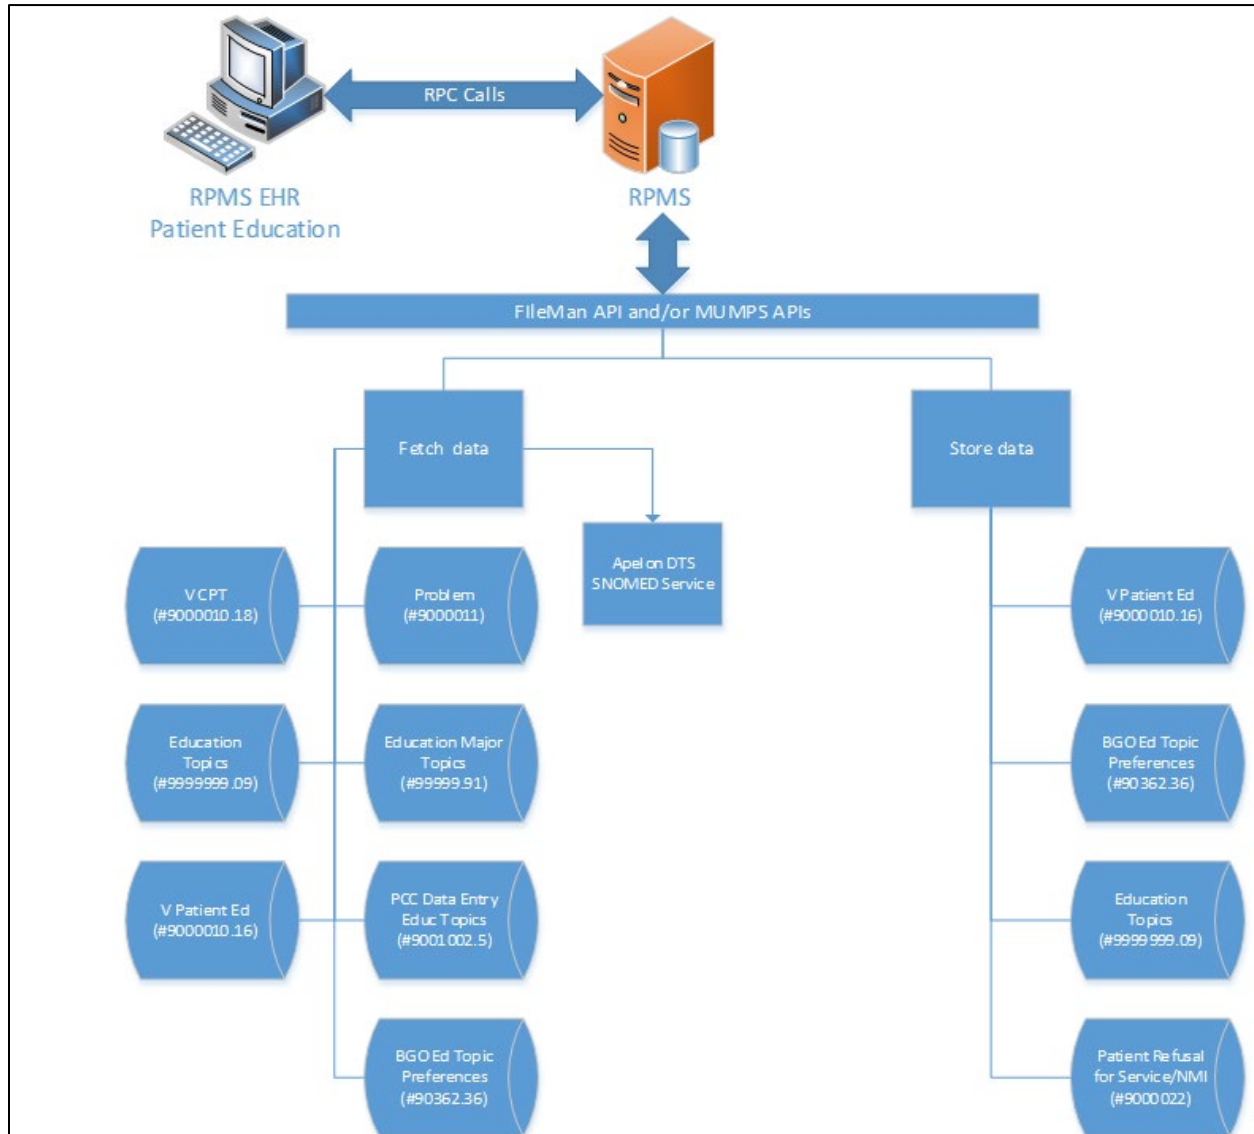 RPC Calls
RPMS EHR
Patient Education
RPMS
FIleMan API and/or MUMPS APIs
Fetch data
Store data
Apelon DTS
SNOMED Service
V CPT
(#9000010.18)
Problem
(#9000011)
V Patient Ed
(#9000010.16)
Education
Topics
(#9999999.09)
Education Major
Topics
(#99999.91)
BGO Ed Topic
Preferences
(#90362.36)
V Patient Ed
(#9000010.16)
PCC Data Entry
Educ Topics
(#9001002.5)
Education
Topics
(#9999999.09)
BGO Ed Topic
Preferences
(#90362.36)
Patient Refusal
for Service/NMI
(#9000022)